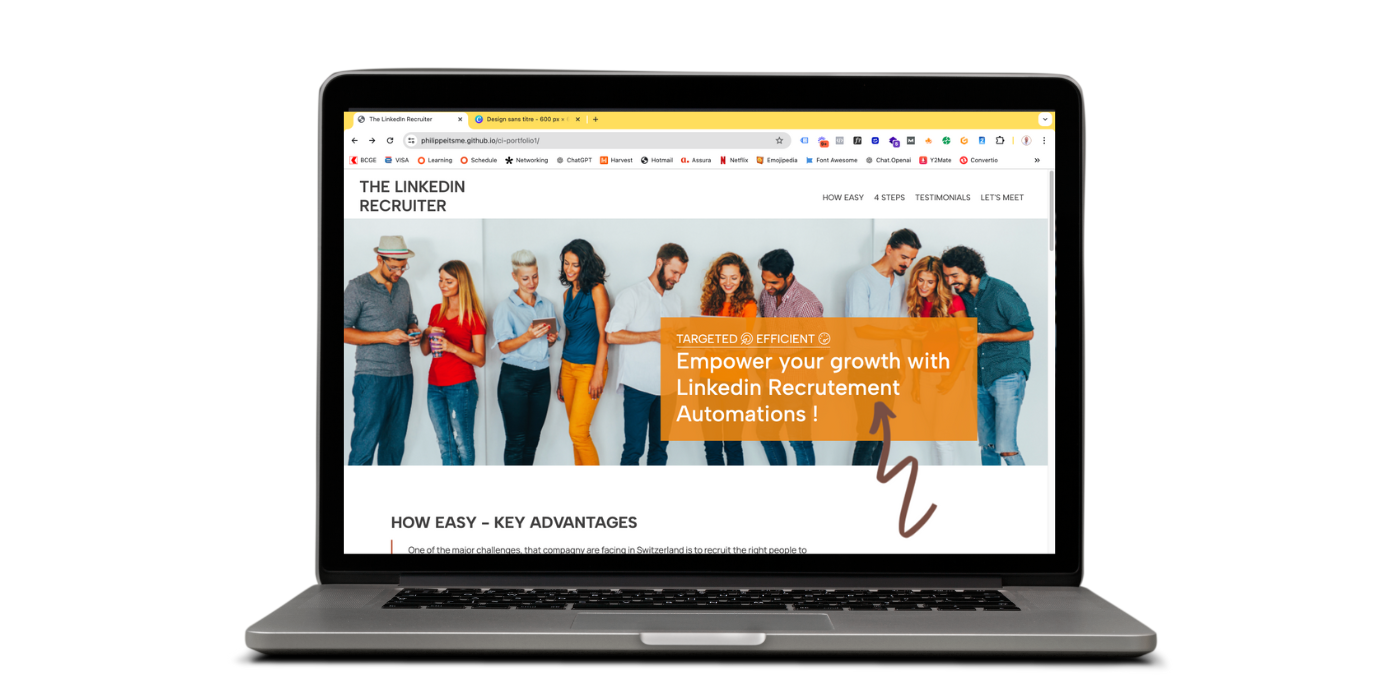 The LinkedIn Recruiter
Design sans titre - 600 px ×
philippeitsme.github.io/ci-portfolio1/
BCGE VISA Learning Schedule Networking ChatGPT Harvest Hotmail Assura Netflix Emojipedia Font Awesome Chat.Openai Y2Mate Convertio
THE LINKEDIN
RECRUITER
HOW EASY 4 STEPS TESTIMONIALS LET'S MEET
TARGETED EFFICIENT
Empower your growth with
Linkedin Recrutement
Automations !
HOW EASY - KEY ADVANTAGES
One of the major challenges, that compagny are facing in Switzerland is to recruit the right people to